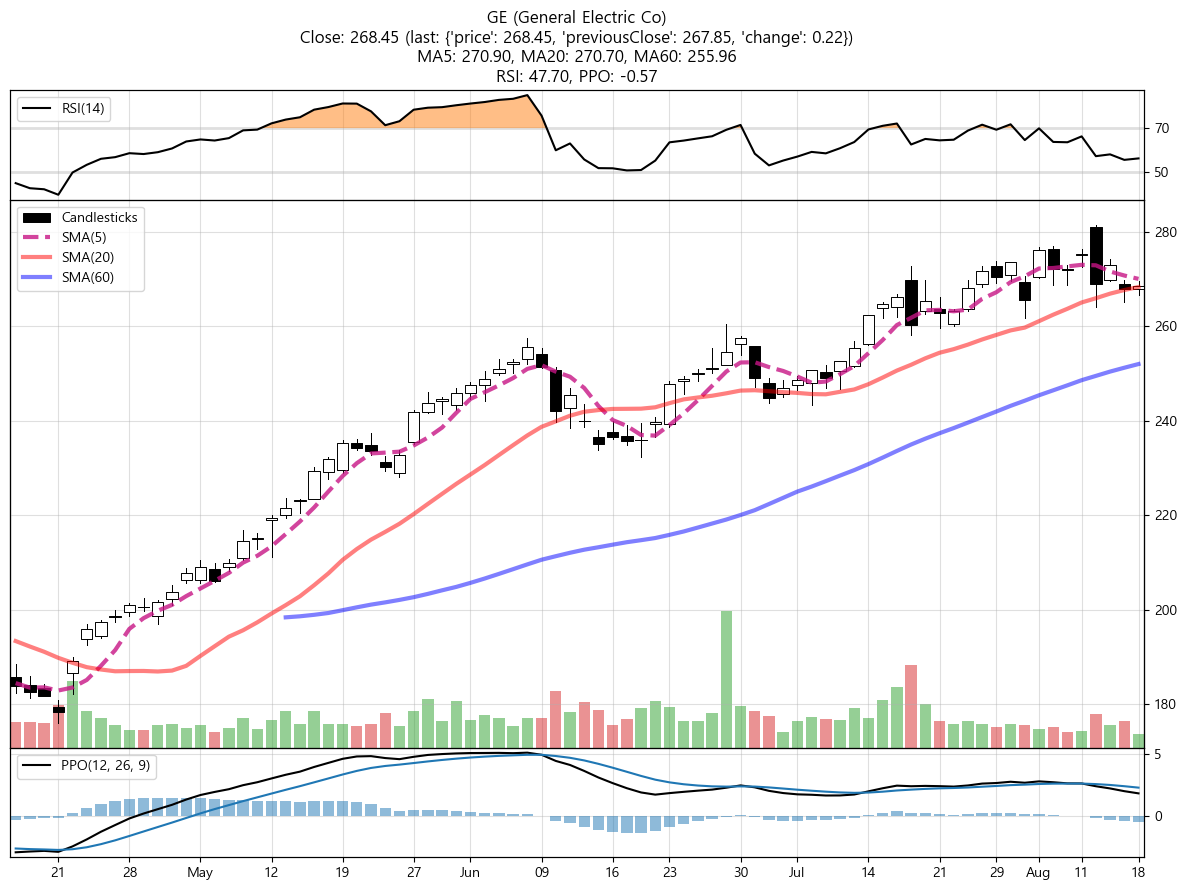 GE (General Electric Co)
Close: 268.45 (last: {'price': 268.45, 'previousClose': 267.85, 'change': 0.22})
MA5: 270.90, MA20: 270.70, MA60: 255.96
RSI: 47.70, PPO: -0.57
RSI(14)
70
50
Candlesticks
SMA(5)
SMA(20)
SMA(60)
280
260
240
220
200
180
PPO(12, 26, 9)
5
0
21 28 May 12 19 27 Jun 09 16 23 30 Jul 14 21 29 Aug 11 18